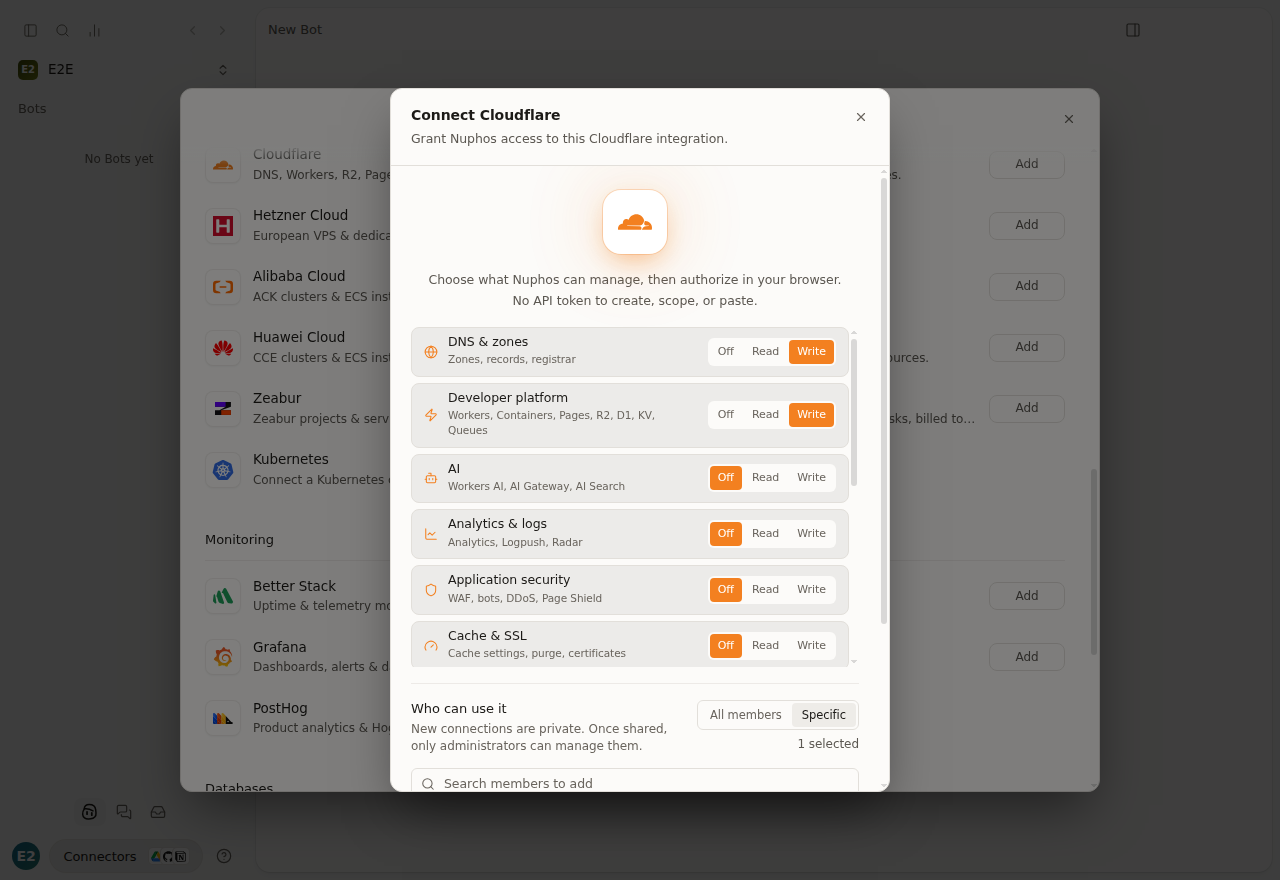 New Bot
E2 E2E
Bots
No Bots yet
Connect Cloudflare
Grant Nuphos access to this Cloudflare integration.
Choose what Nuphos can manage, then authorize in your browser.
No API token to create, scope, or paste.
DNS & zones
Zones, records, registrar
Off Read Write
Developer platform
Workers, Containers, Pages, R2, D1, KV,
Queues
Off Read Write
AI
Workers AI, AI Gateway, AI Search
Off Read Write
Analytics & logs
Analytics, Logpush, Radar
Off Read Write
Application security
WAF, bots, DDoS, Page Shield
Off Read Write
Cache & SSL
Cache settings, purge, certificates
Off Read Write
Who can use it
New connections are private. Once shared,
only administrators can manage them.
All members Specific
1 selected
Search members to add
Cloudflare
DNS, Workers, R2, Page
Add
Hetzner Cloud
European VPS & dedica
Add
Alibaba Cloud
ACK clusters & ECS inst
Add
Huawei Cloud
CCE clusters & ECS inst
Add
Zeabur
Zeabur projects & serv
sks, billed to...
Add
Kubernetes
Connect a Kubernetes
Monitoring
Better Stack
Uptime & telemetry mo
Add
Grafana
Dashboards, alerts & d
Add
PostHog
Product analytics & Hog
Databases
E2 Connectors